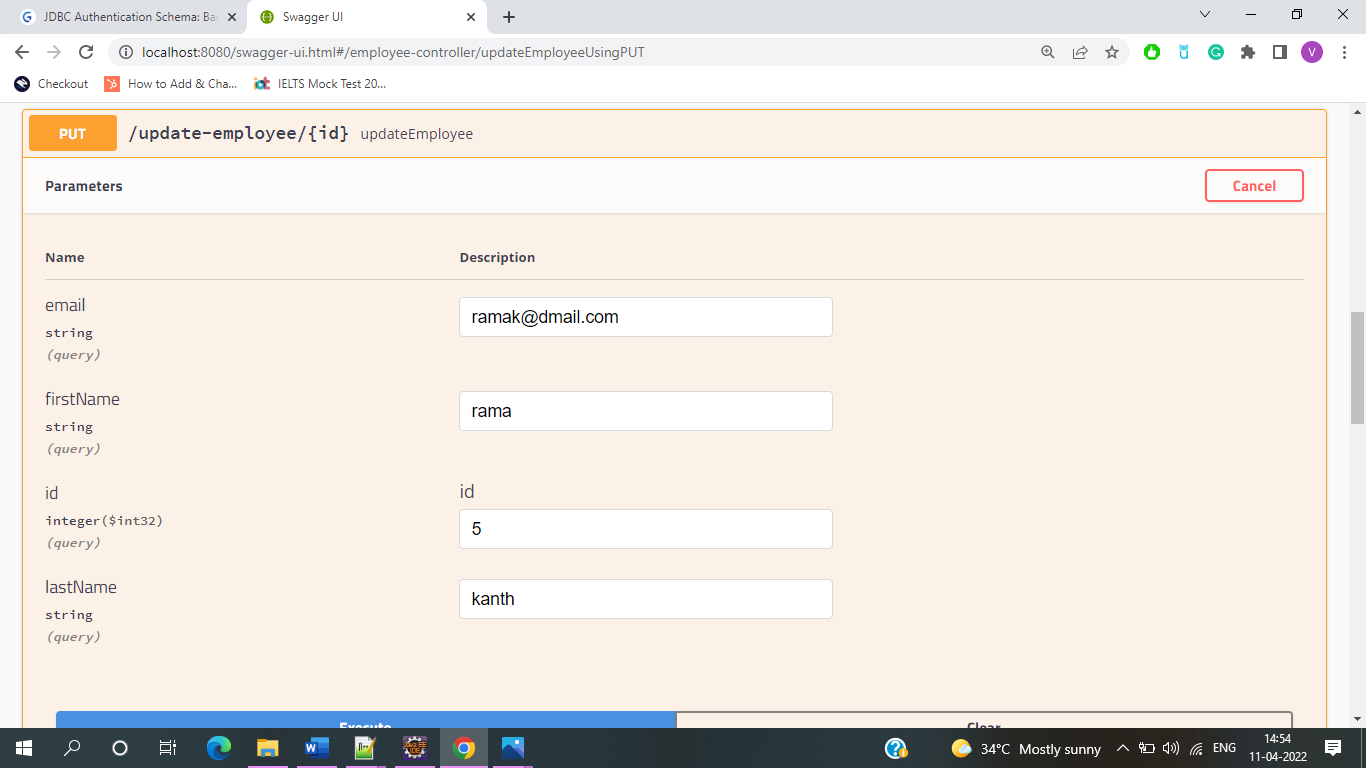 JDBC Authentication Schema: Ba
Swagger UI
localhost:8080/swagger-ui.html#/employee-controller/updateEmployeeUsingPUT
V
Checkout
How to Add & Cha...
IELTS Mock Test 20...
PUT /update-employee/{id} updateEmployee
Parameters
Cancel
Name Description
email
string
(query)
ramak@dmail.com
firstName
string
(query)
rama
id
integer($int32)
(query)
id
5
lastName
string
(query)
kanth
Execute
Clear
34°C Mostly sunny
ENG
14:54
11-04-2022